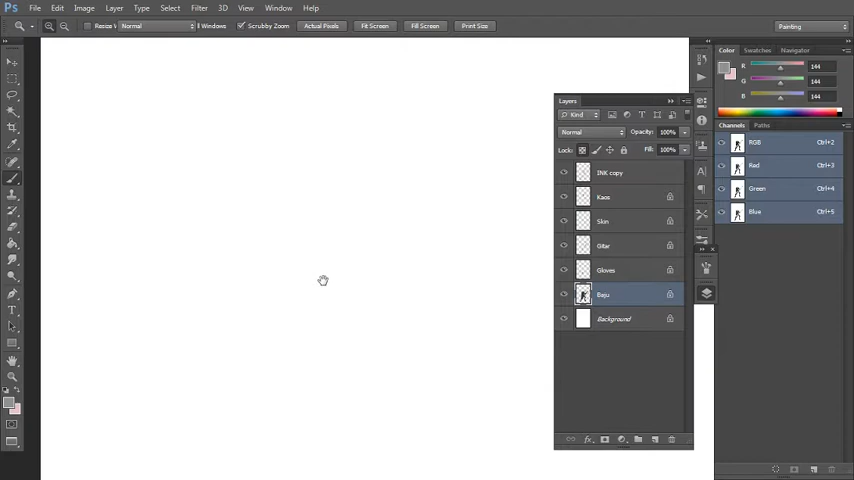 Ps File Edit Image Layer Type Select Filter 3D View Window Help
Resize Normal Windows Scrubby Zoom Actual Pixels Fit Screen Fill Screen Print Size Painting
Color Swatches Navigator
R 144
G 144
B 144
Layers
Kind
Normal Opacity: 100%
Lock: Fill: 100%
INK copy
Kaos
Skin
Gitar
Gloves
Baju
Background
Channels Paths
RGB Ctrl+2
Red Ctrl+3
Green Ctrl+4
Blue Ctrl+5